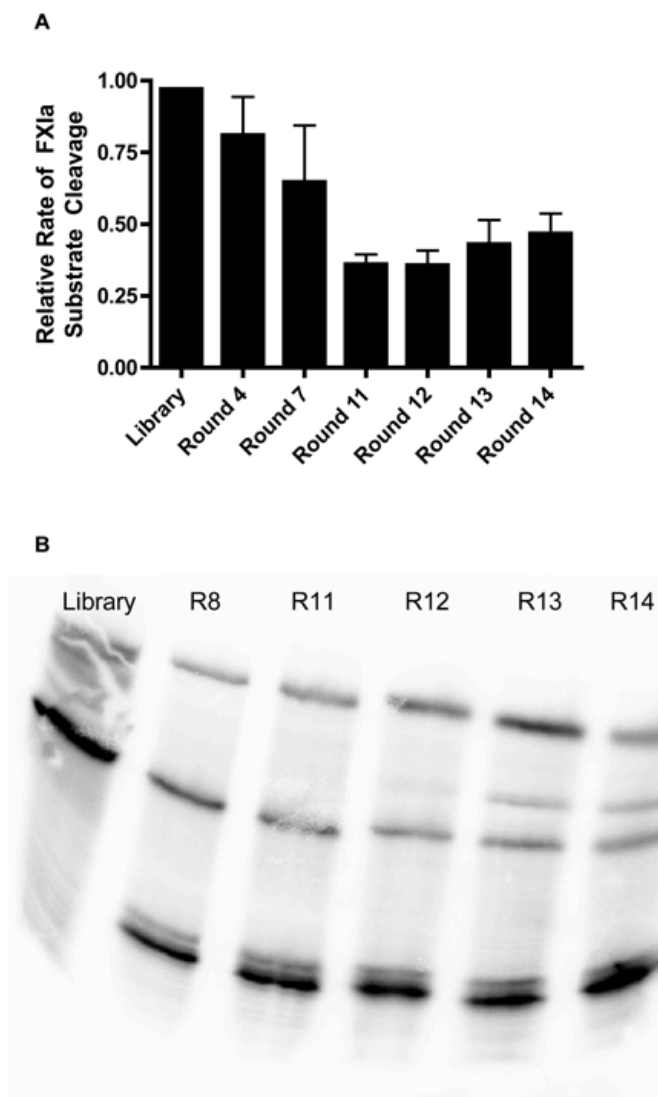 A
Relative Rate of FXIa
Substrate Cleavage
1.00
0.75
0.50
0.25
0.00
Library
Round 4
Round 7
Round 11
Round 12
Round 13
Round 14
B
Library R8 R11 R12 R13 R14